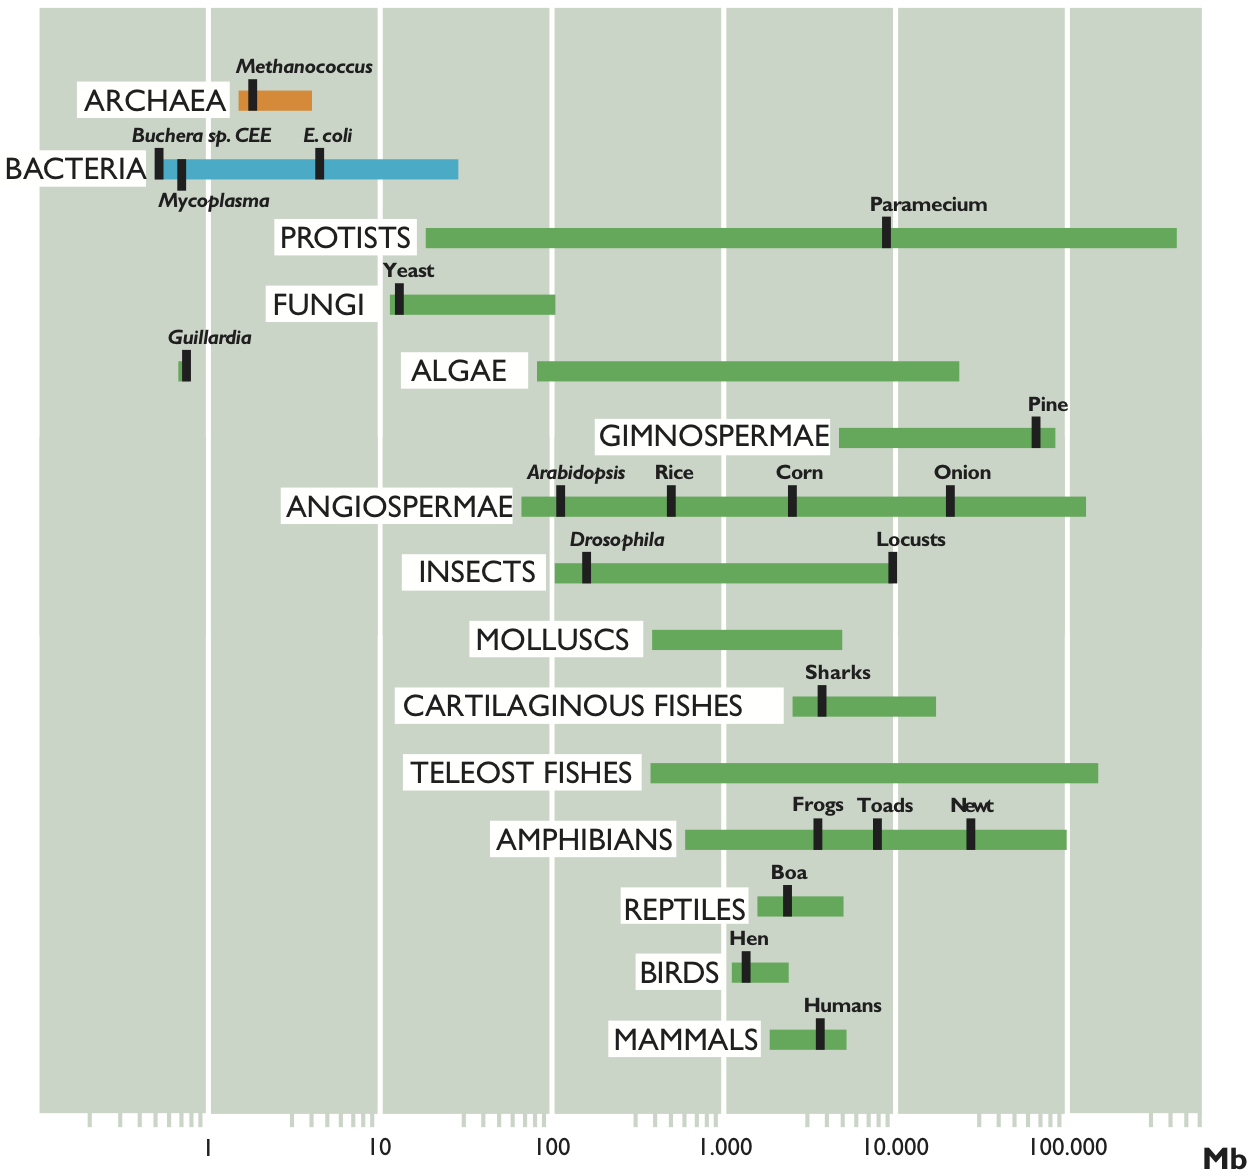 Methanococcus
ARCHAEA
Buchera sp. CEE E. coli
BACTERIA
Mycoplasma
Paramecium
PROTISTS
Yeast
FUNGI
Guillardia
ALGAE
Pine
GIMNOSPERMAE
Arabidopsis Rice Corn Onion
ANGIOSPERMAE
Drosophila Locusts
INSECTS
MOLLUSCS
Sharks
CARTILAGINOUS FISHES
TELEOST FISHES
Frogs Toads Newt
AMPHIBIANS
Boa
REPTILES
Hen
BIRDS
Humans
MAMMALS
1 10 100 1.000 10.000 100.000
Mb